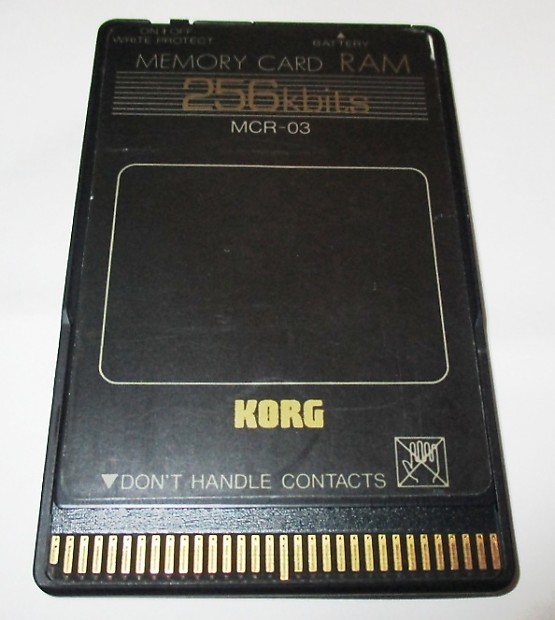 ON OFF
WRITE PROTECT
▲
BATTERY
MEMORY CARD RAM
256kbits
MCR-03
KORG
▼DON'T HANDLE CONTACTS